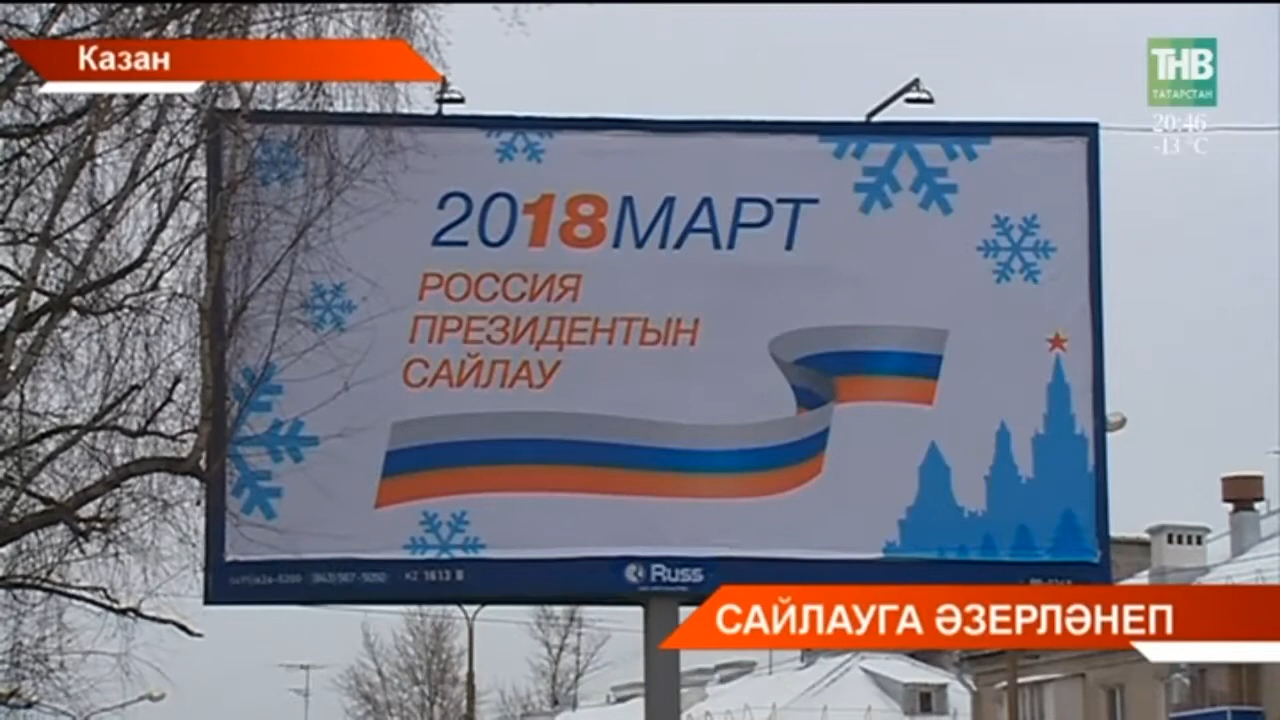 Казан
ТНВ
ТАТАРСТАН
20:46
-13 °C
2018МАРТ
РОССИЯ
ПРЕЗИДЕНТЫН
САЙЛАУ
Russ
САЙЛАУГА ӘЗЕРЛӘНЕП